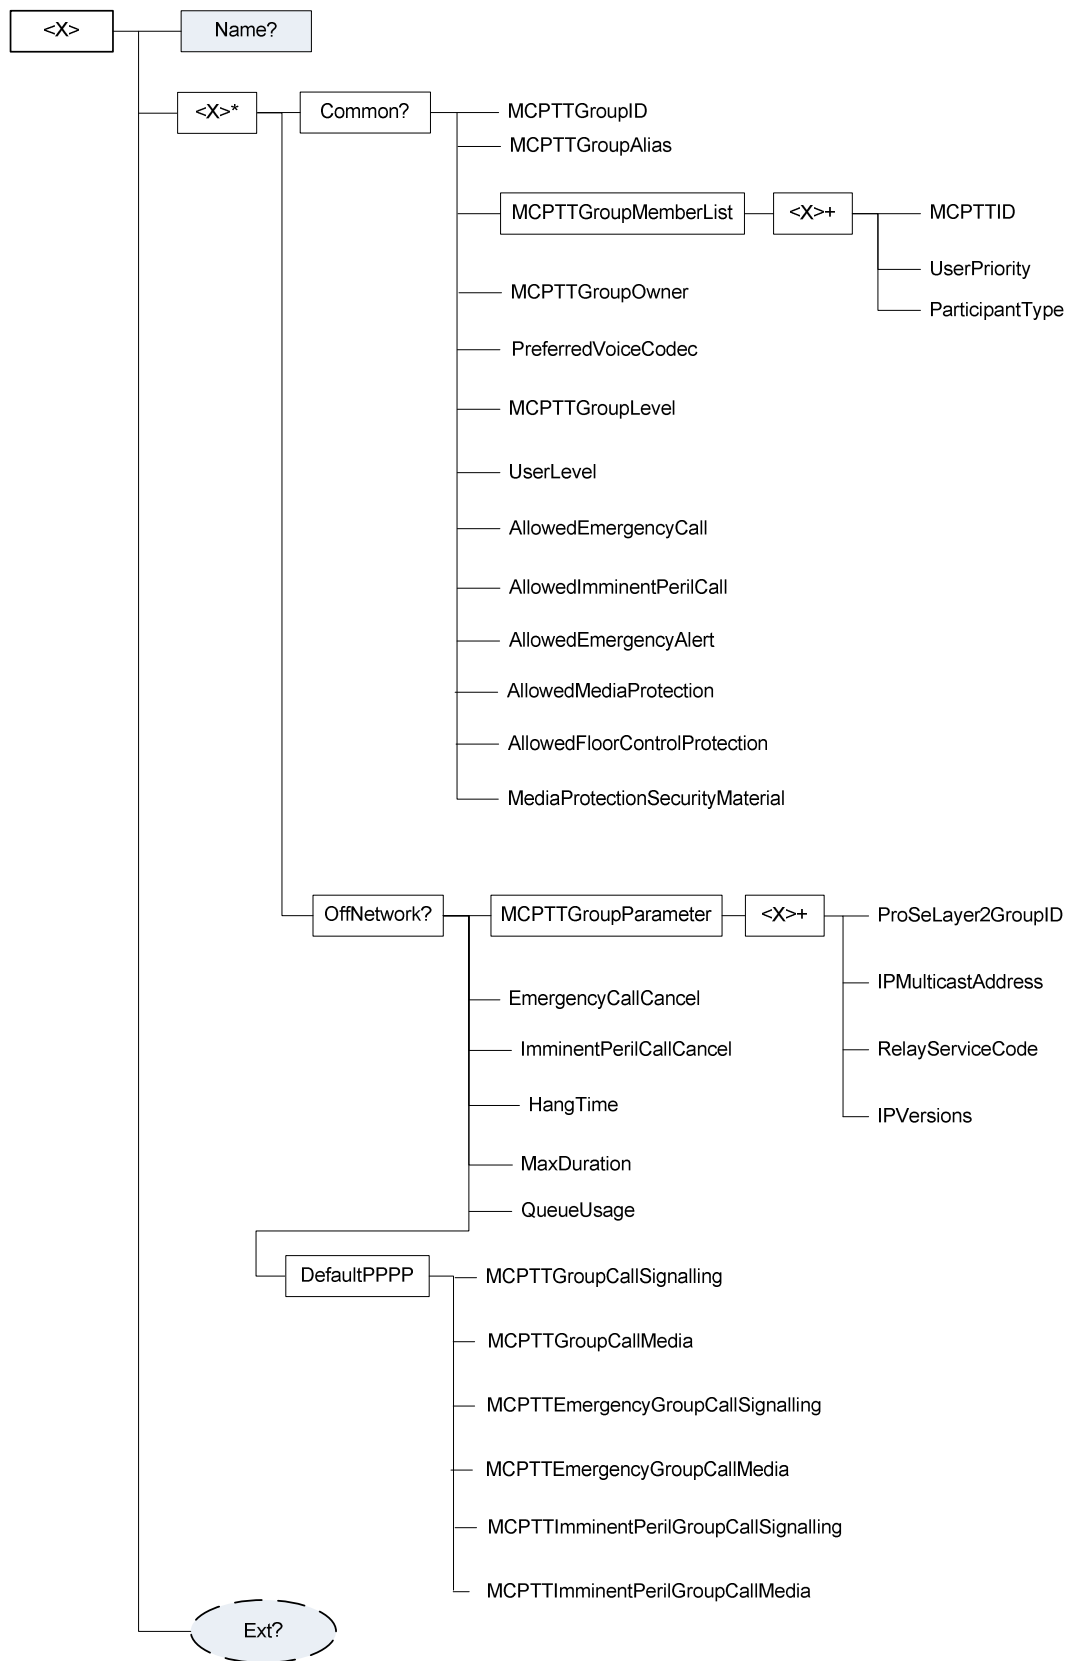 <X>
Name?
<X>*
Common?
MCPTTGroupID
MCPTTGroupAlias
MCPTTGroupMemberList
<X>+
MCPTTID
UserPriority
ParticipantType
MCPTTGroupOwner
PreferredVoiceCodec
MCPTTGroupLevel
UserLevel
AllowedEmergencyCall
AllowedImminentPerilCall
AllowedEmergencyAlert
AllowedMediaProtection
AllowedFloorControlProtection
MediaProtectionSecurityMaterial
OffNetwork?
MCPTTGroupParameter
<X>+
ProSeLayer2GroupID
IPMulticastAddress
RelayServiceCode
IPVersions
EmergencyCallCancel
ImminentPerilCallCancel
HangTime
MaxDuration
QueueUsage
DefaultPPPP
MCPTTGroupCallSignalling
MCPTTGroupCallMedia
MCPTTEmergencyGroupCallSignalling
MCPTTEmergencyGroupCallMedia
MCPTTImminentPerilGroupCallSignalling
MCPTTImminentPerilGroupCallMedia
Ext?